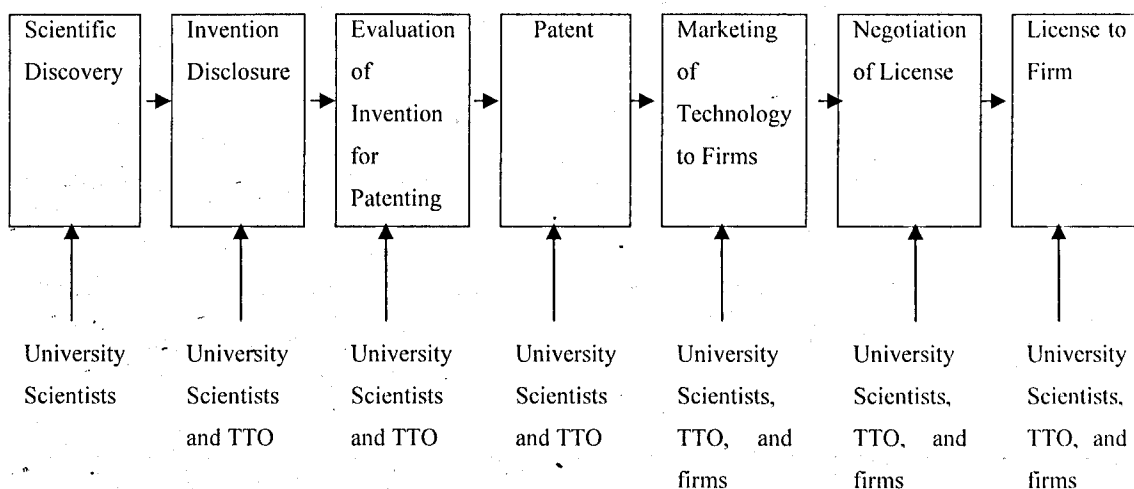 Scientific
Discovery
Invention
Disclosure
Evaluation
of
Invention
for
Patenting
Patent
Marketing
of
Technology
to Firms
Negotiation
of License
License to
Firm
University
Scientists
University
Scientists
and TTO
University
Scientists
and TTO
University
Scientists
and TTO
University
Scientists,
TTO, and
firms
University
Scientists,
TTO, and
firms
University
Scientists,
TTO, and
firms